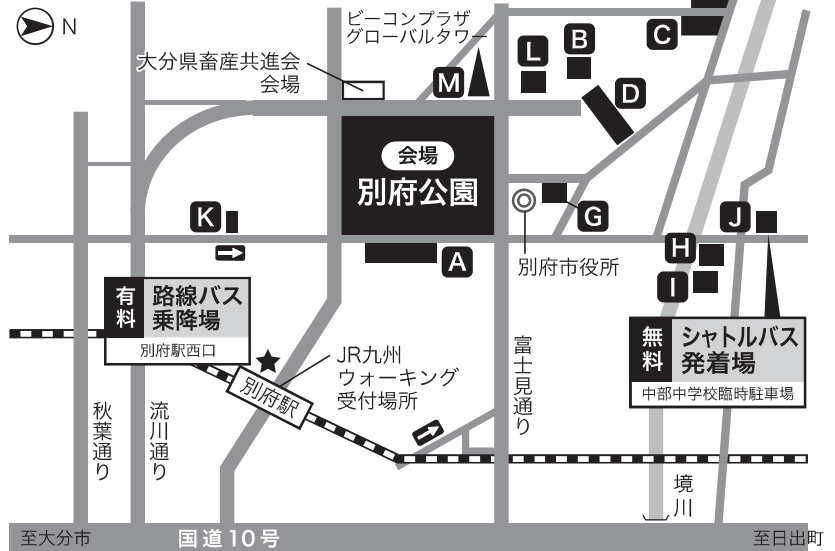 N
ビーコンプラザ
グローバルタワー
大分県畜産共進会
会場
M
L
B
C
D
会場
別府公園
K
G
J
A
H
I
別府市役所
有料
路線バス
乗降場
別府駅西口
無料
シャトルバス
発着場
中部中学校臨時駐車場
JR九州
ウォーキング
受付場所
別府駅
富士見通り
秋葉通り
流川通り
境川
至大分市
国道10号
至日出町